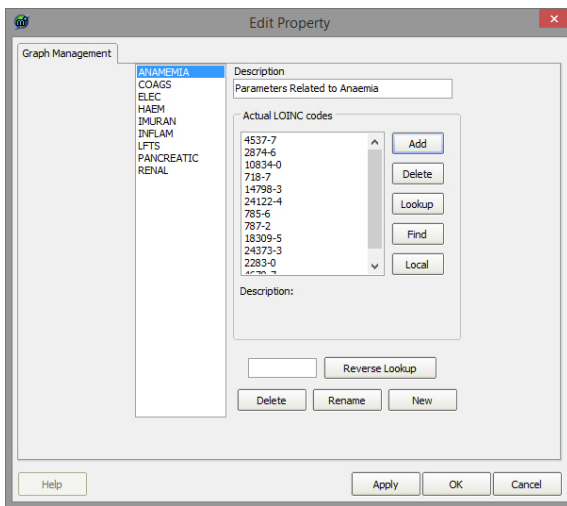 Edit Property
Graph Management
ANAMEMIA
COAGS
ELEC
HAEM
IMURAN
INFLAM
LFTS
PANCREATIC
RENAL
Description
Parameters Related to Anaemia
Actual LOINC codes
4537-7
2874-6
10834-0
718-7
14798-3
24122-4
785-6
787-2
18309-5
24373-3
2283-0
Add
Delete
Lookup
Find
Local
Description:
Reverse Lookup
Delete Rename New
Help Apply OK Cancel